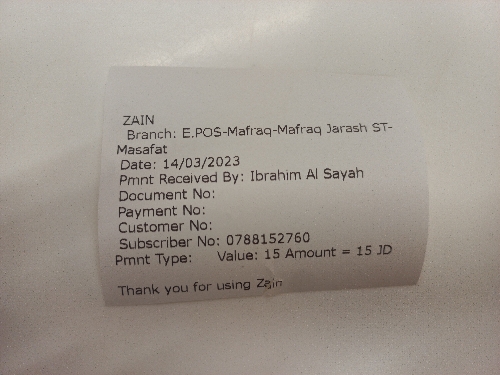 ZAIN
Branch: E.POS-Mafraq-Mafraq Jarash ST-
Masafat
Date: 14/03/2023
Pmnt Received By: Ibrahim Al Sayah
Document No:
Payment No:
Customer No:
Subscriber No: 0788152760
Pmnt Type: Value: 15 Amount = 15 JD
Thank you for using Zain